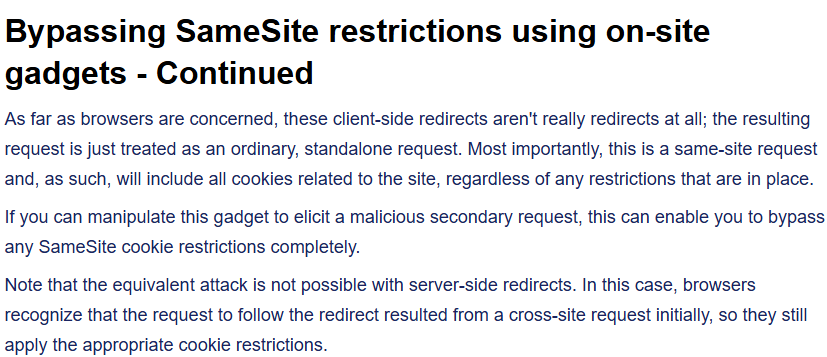 Bypassing SameSite restrictions using on-site
gadgets - Continued
As far as browsers are concerned, these client-side redirects aren't really redirects at all; the resulting
request is just treated as an ordinary, standalone request. Most importantly, this is a same-site request
and, as such, will include all cookies related to the site, regardless of any restrictions that are in place.
If you can manipulate this gadget to elicit a malicious secondary request, this can enable you to bypass
any SameSite cookie restrictions completely.
Note that the equivalent attack is not possible with server-side redirects. In this case, browsers
recognize that the request to follow the redirect resulted from a cross-site request initially, so they still
apply the appropriate cookie restrictions.